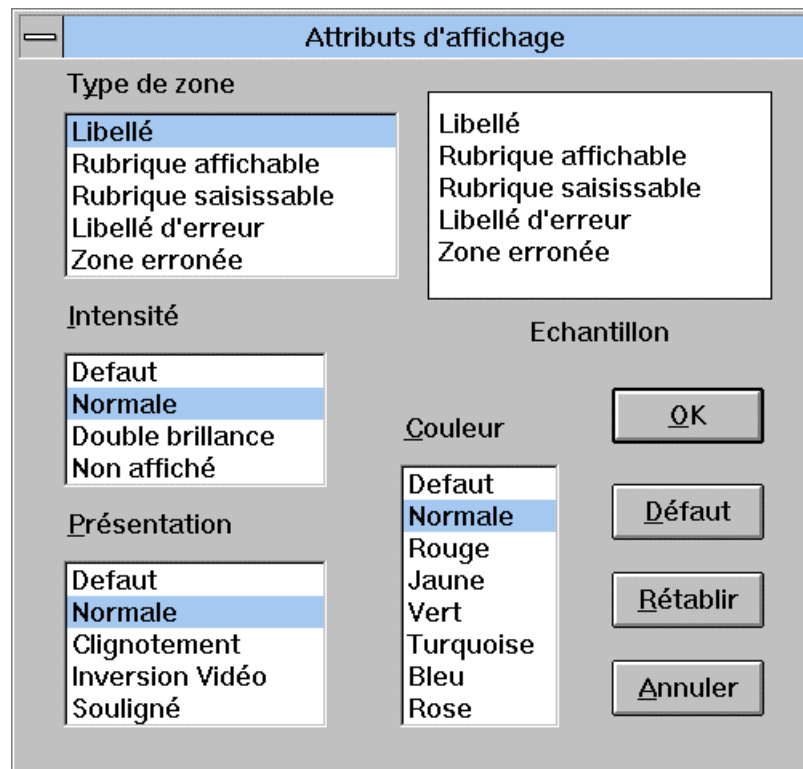 Attributs d'affichage
Type de zone
Libellé
Rubrique affichable
Rubrique saisissable
Libellé d'erreur
Zone erronée
Libellé
Rubrique affichable
Rubrique saisissable
Libellé d'erreur
Zone erronée
Echantillon
Intensité
Defaut
Normale
Double brillance
Non affiché
Présentation
Defaut
Normale
Clignotement
Inversion Vidéo
Souligné
Couleur
Defaut
Normale
Rouge
Jaune
Vert
Turquoise
Bleu
Rose
OK
Défaut
Rétablir
Annuler